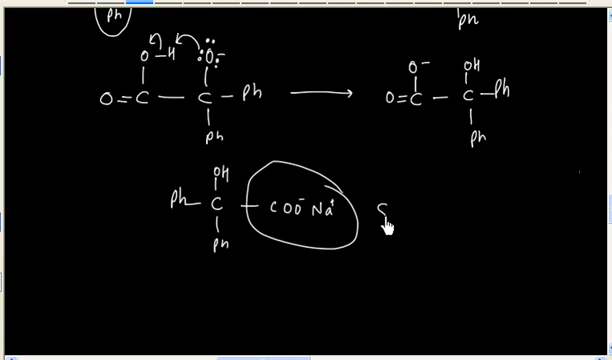 Ph Ph
O-H :O:-
O=C — C — Ph → O=C — C — Ph
Ph
O- OH
Ph
OH
Ph — C — COO- Na+ S
Ph